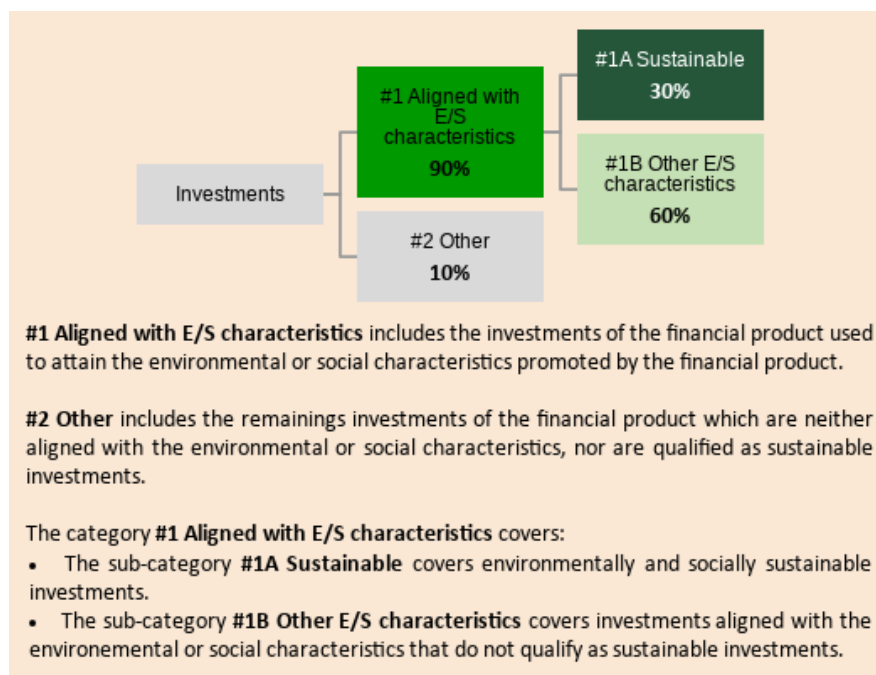 #1A Sustainable
30%
#1 Aligned with
E/S
characteristics
90%
#1B Other E/S
characteristics
60%
Investments
#2 Other
10%
#1 Aligned with E/S characteristics includes the investments of the financial product used
to attain the environmental or social characteristics promoted by the financial product.
#2 Other includes the remainings investments of the financial product which are neither
aligned with the environmental or social characteristics, nor are qualified as sustainable
investments.
The category #1 Aligned with E/S characteristics covers:
• The sub-category #1A Sustainable covers environmentally and socially sustainable
investments.
• The sub-category #1B Other E/S characteristics covers investments aligned with the
environemental or social characteristics that do not qualify as sustainable investments.